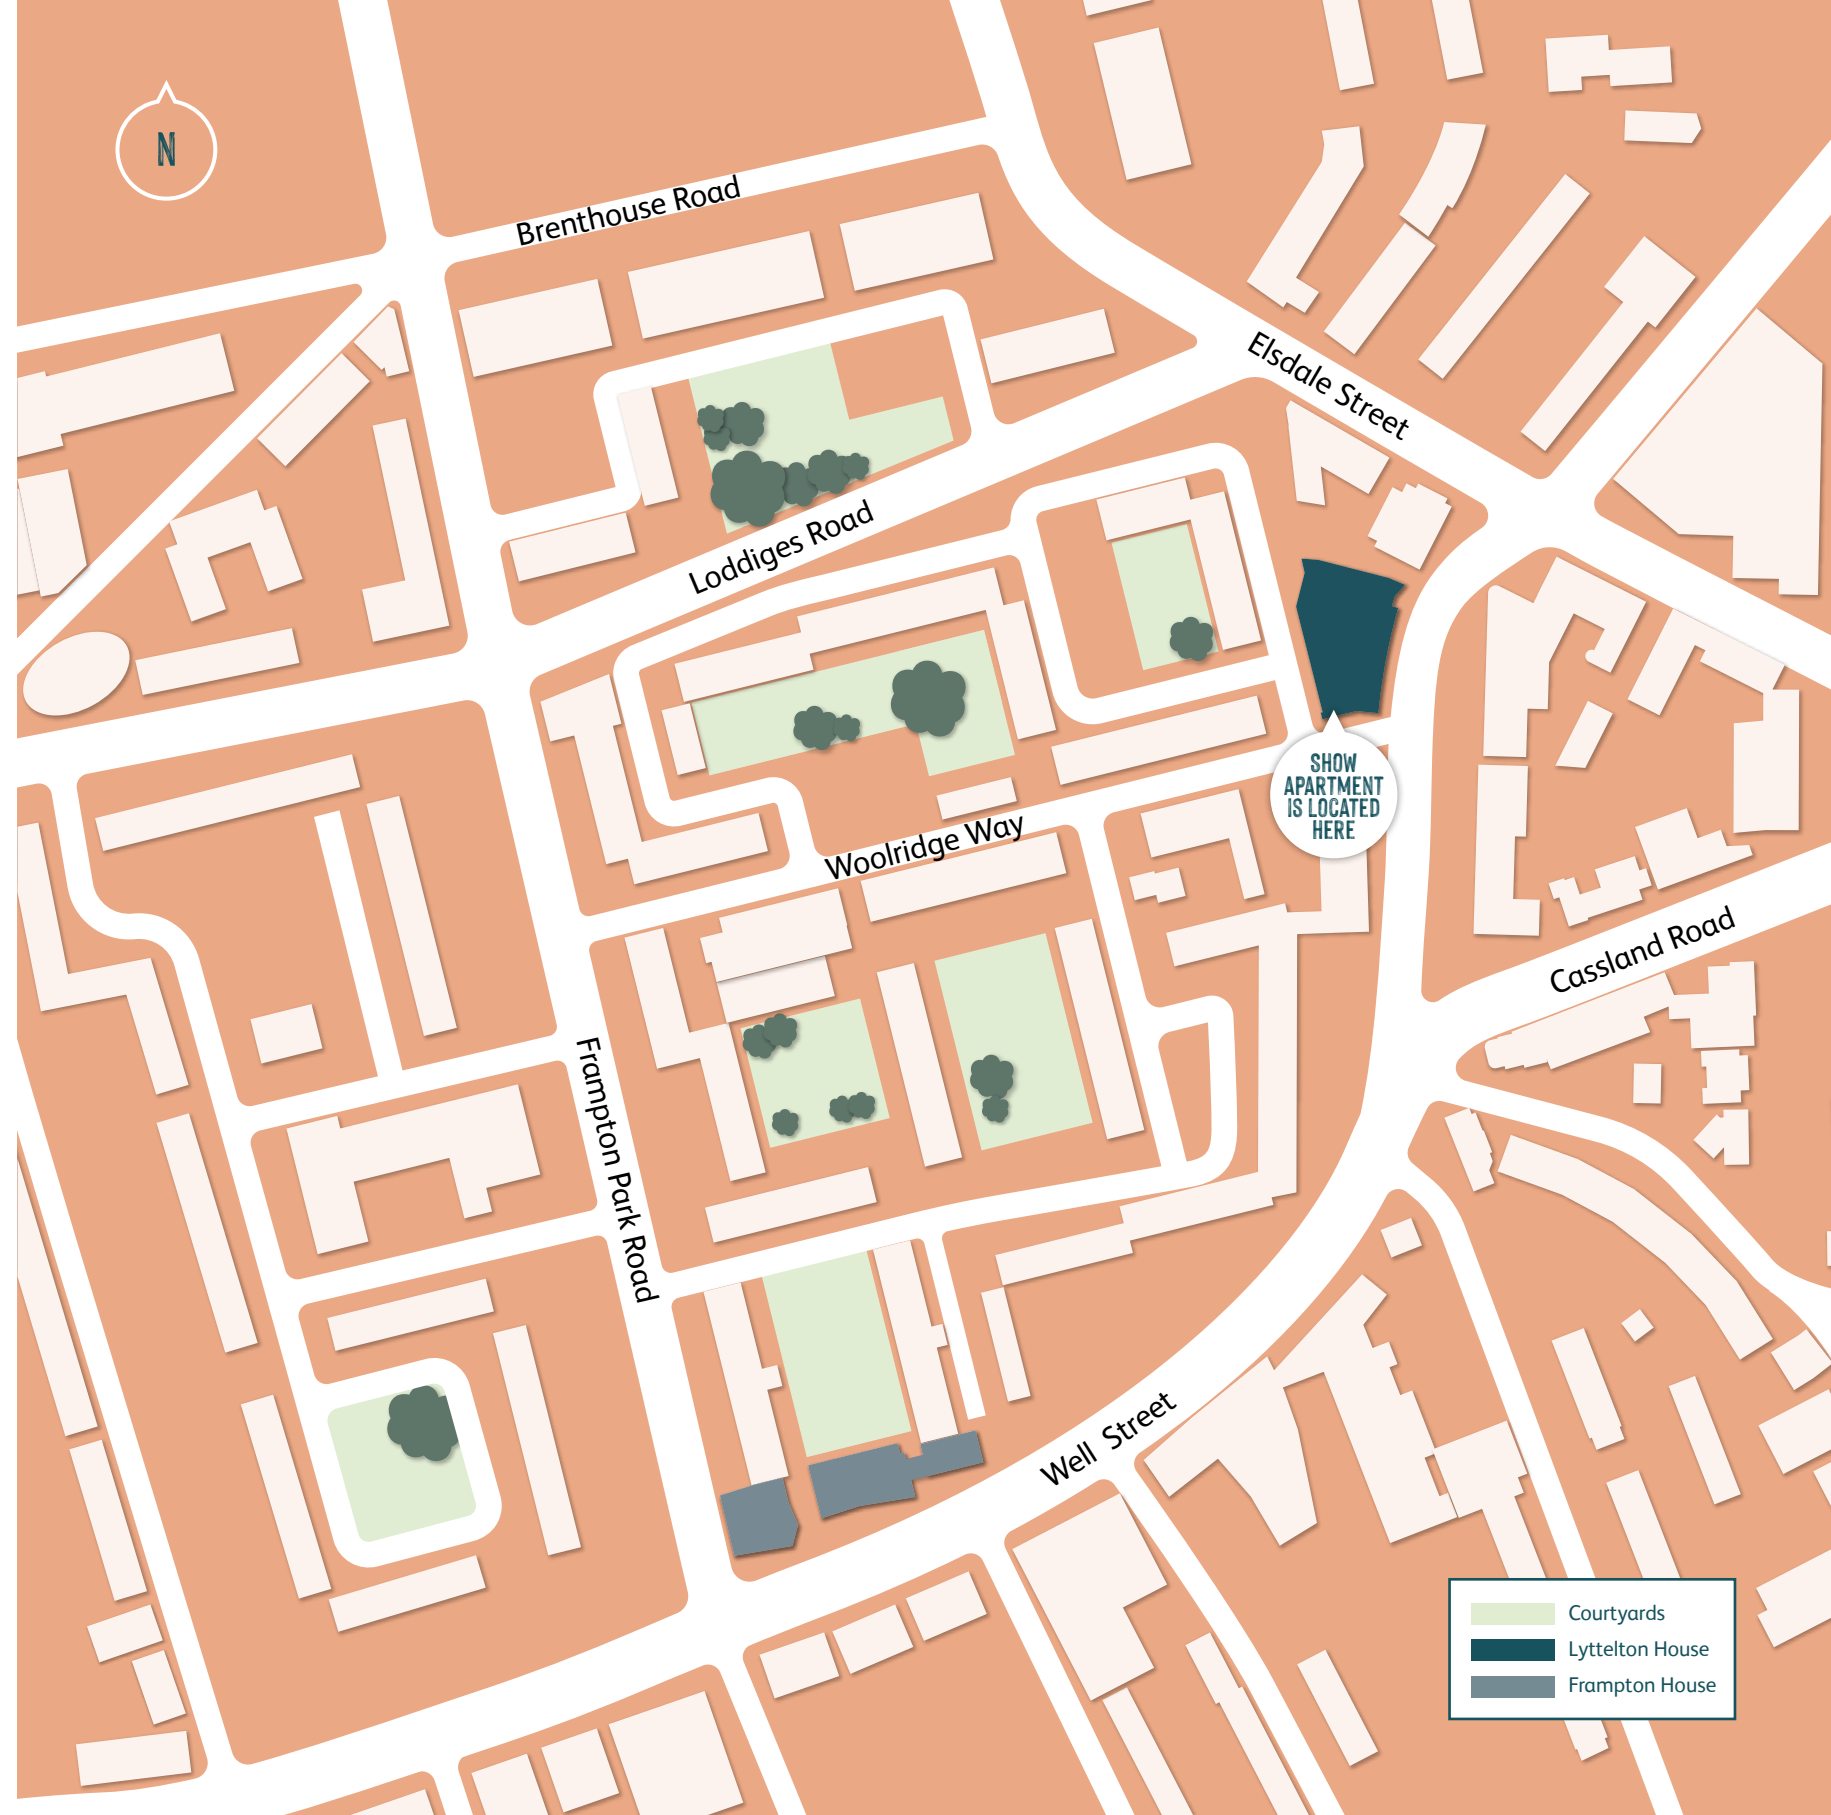 N
Brenthouse Road
Elsdale Street
Loddiges Road
SHOW
APARTMENT
IS LOCATED
HERE
Woolridge Way
Cassland Road
Frampton Park Road
Well Street
Courtyards
Lyttelton House
Frampton House